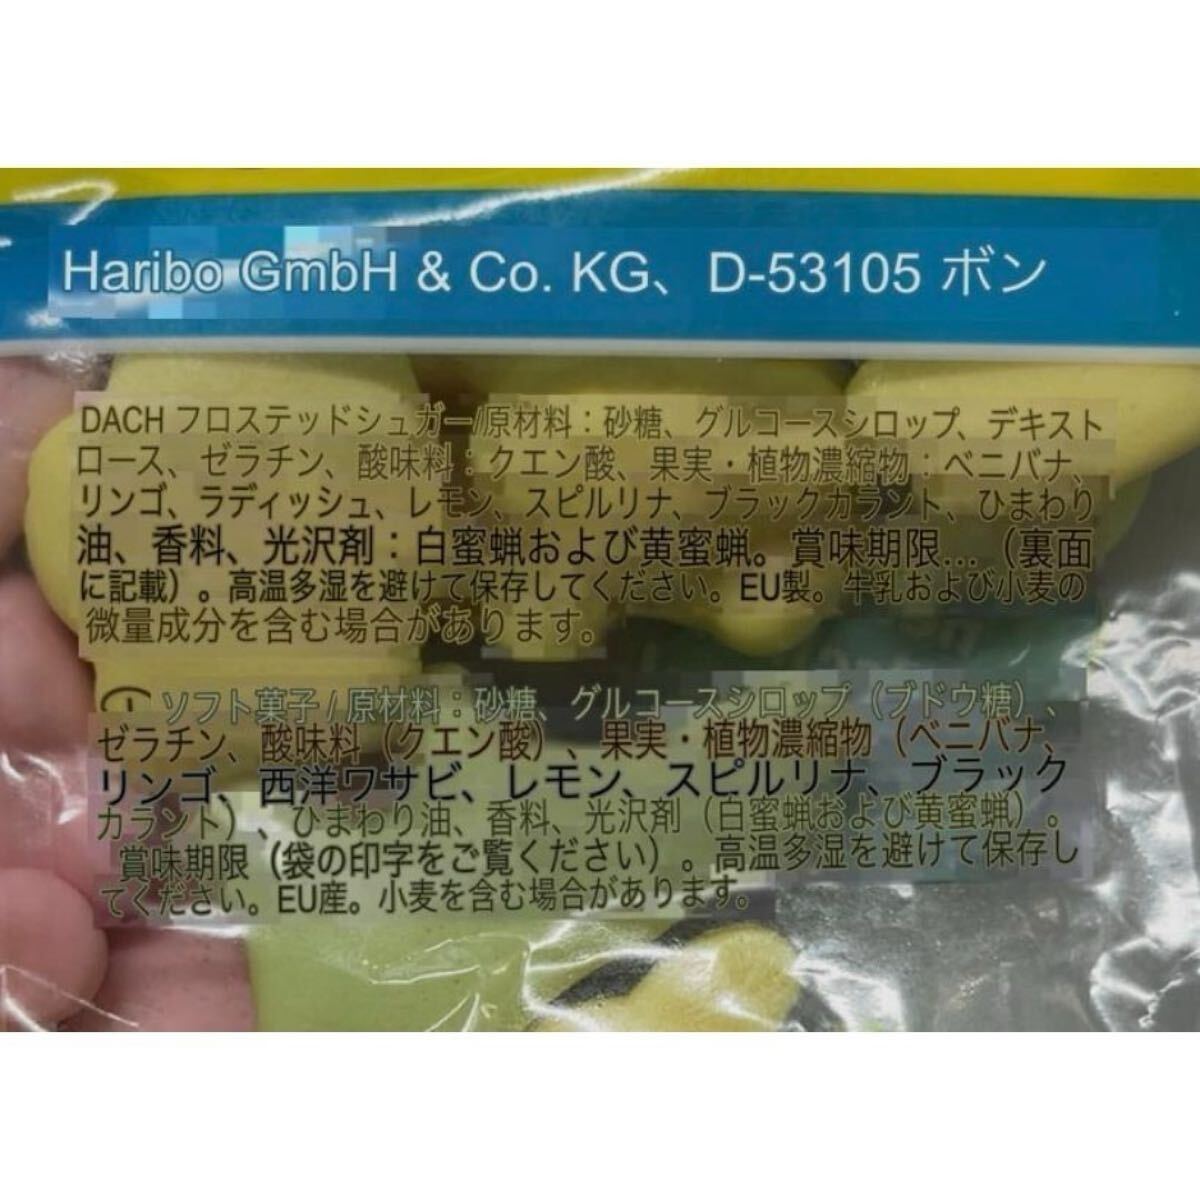 Haribo GmbH & Co. KG、D-53105 ボン
DACH フロステッドシュガー/原材料：砂糖、グルコースシロップ、デキスト
ロース、ゼラチン、酸味料：クエン酸、果実・植物濃縮物：ベニバナ、
リンゴ、ラディッシュ、レモン、スピルリナ、ブラックカラント、ひまわり
油、香料、光沢剤：白蜜蝋および黄蜜蝋。賞味期限...（裏面
に記載）。高温多湿を避けて保存してください。EU製。牛乳および小麦の
微量成分を含む場合があります。
ソフト菓子 / 原材料：砂糖、グルコースシロップ（ブドウ糖）、
ゼラチン、酸味料（クエン酸）、果実・植物濃縮物（ベニバナ、
リンゴ、西洋ワサビ、レモン、スピルリナ、ブラック
カラント）、ひまわり油、香料、光沢剤（白蜜蝋および黄蜜蝋）。
賞味期限（袋の印字をご覧ください）。高温多湿を避けて保存し
てください。EU産。小麦を含む場合があります。